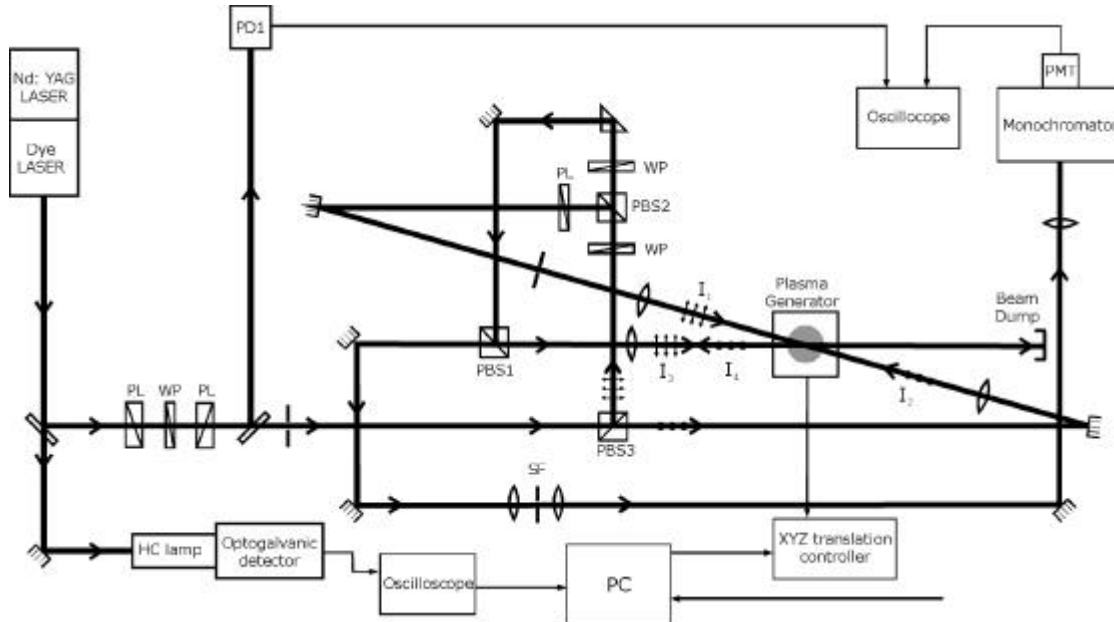 PD1
Nd: YAG
LASER
Dye
LASER
PMT
Oscillocope
Monochromator
WP
PL
PBS2
WP
I₁
Plasma
Generator
Beam
Dump
PBS1
I₃
I₄
I₂
PL
WP
PL
PBS3
SF
HC lamp
Optogalvanic
detector
Oscilloscope
PC
XYZ translation
controller